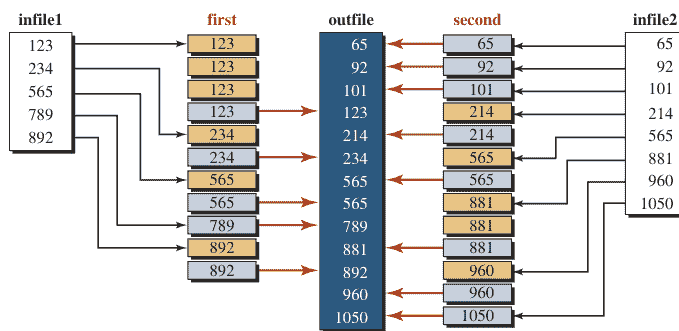 infile1 first outfile second infile2
123 123 65 65 65
234 123 92 92 92
565 123 101 101 101
789 123 123 214 214
892 234 214 214 565
234 234 565 881
565 565 565 960
565 565 881 1050
789 789 881
892 881 881
892 892 960
960 960
1050 1050